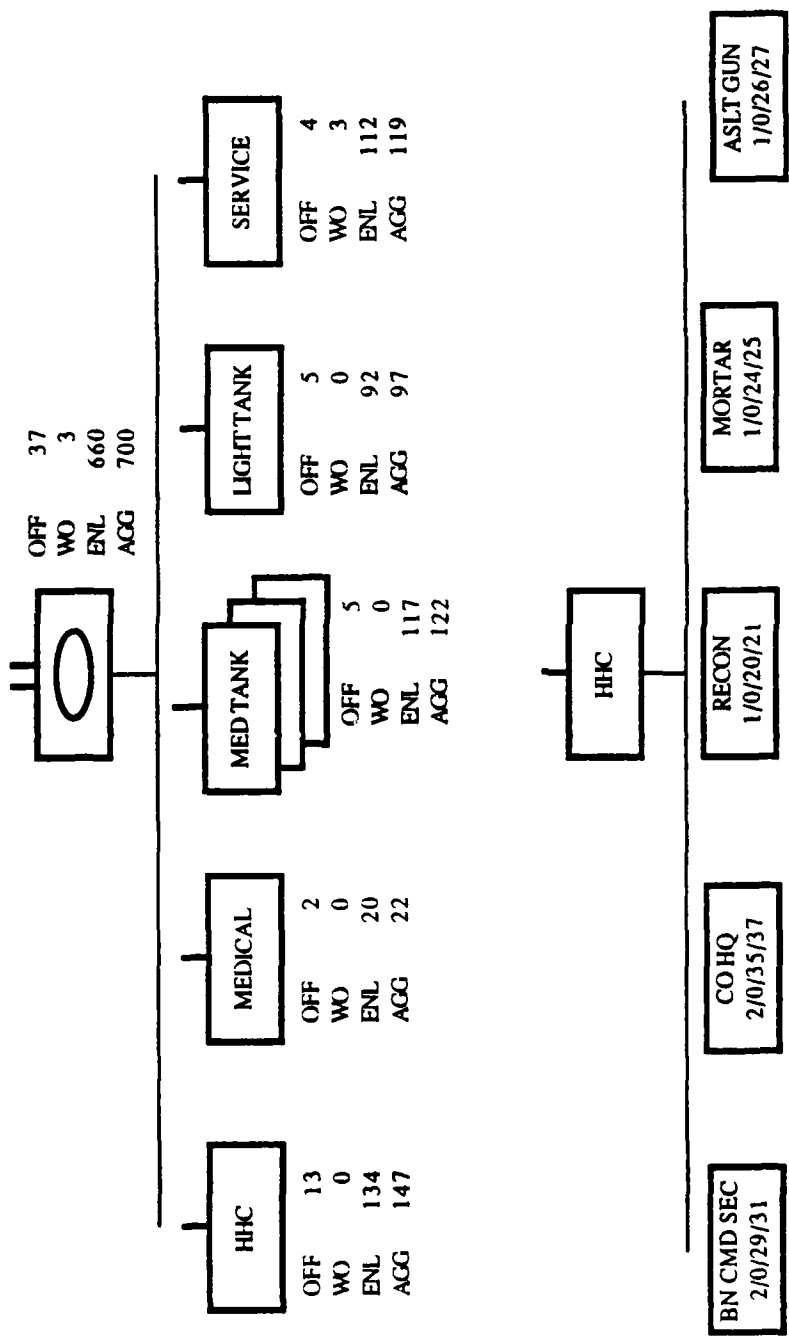 OFF 37
WO 3
ENL 660
AGG 700
HHC
OFF 13
WO 0
ENL 134
AGG 147
MEDICAL
OFF 2
WO 0
ENL 20
AGG 22
MED TANK
OFF 5
WO 0
ENL 117
AGG 122
LIGHT TANK
OFF 5
WO 0
ENL 92
AGG 97
SERVICE
OFF 4
WO 3
ENL 112
AGG 119
HHC
BN CMD SEC
2/0/29/31
CO HQ
2/0/35/37
RECON
1/0/20/21
MORTAR
1/0/24/25
ASLT GUN
1/0/26/27